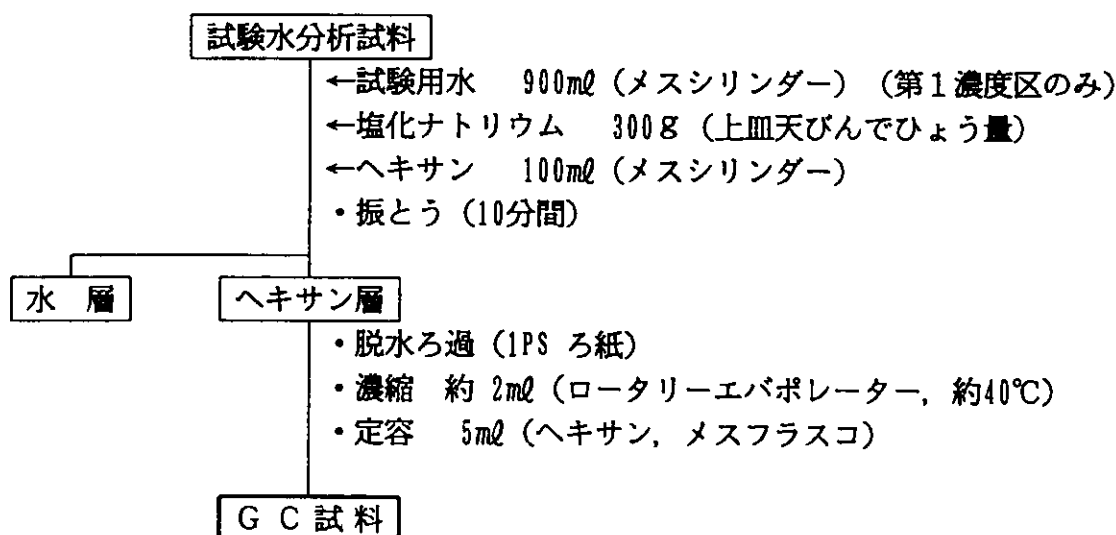 試験水分析試料
←試験用水 900mℓ (メスシリンダー) (第1濃度区のみ)
←塩化ナトリウム 300g (上皿天びんでひょう量)
←ヘキサン 100mℓ (メスシリンダー)
・振とう (10分間)
水 層 ヘキサン層
・脱水ろ過 (1PS ろ紙)
・濃縮 約 2mℓ (ロータリーエバポレーター, 約40℃)
・定容 5mℓ (ヘキサン, メスフラスコ)
GC試料